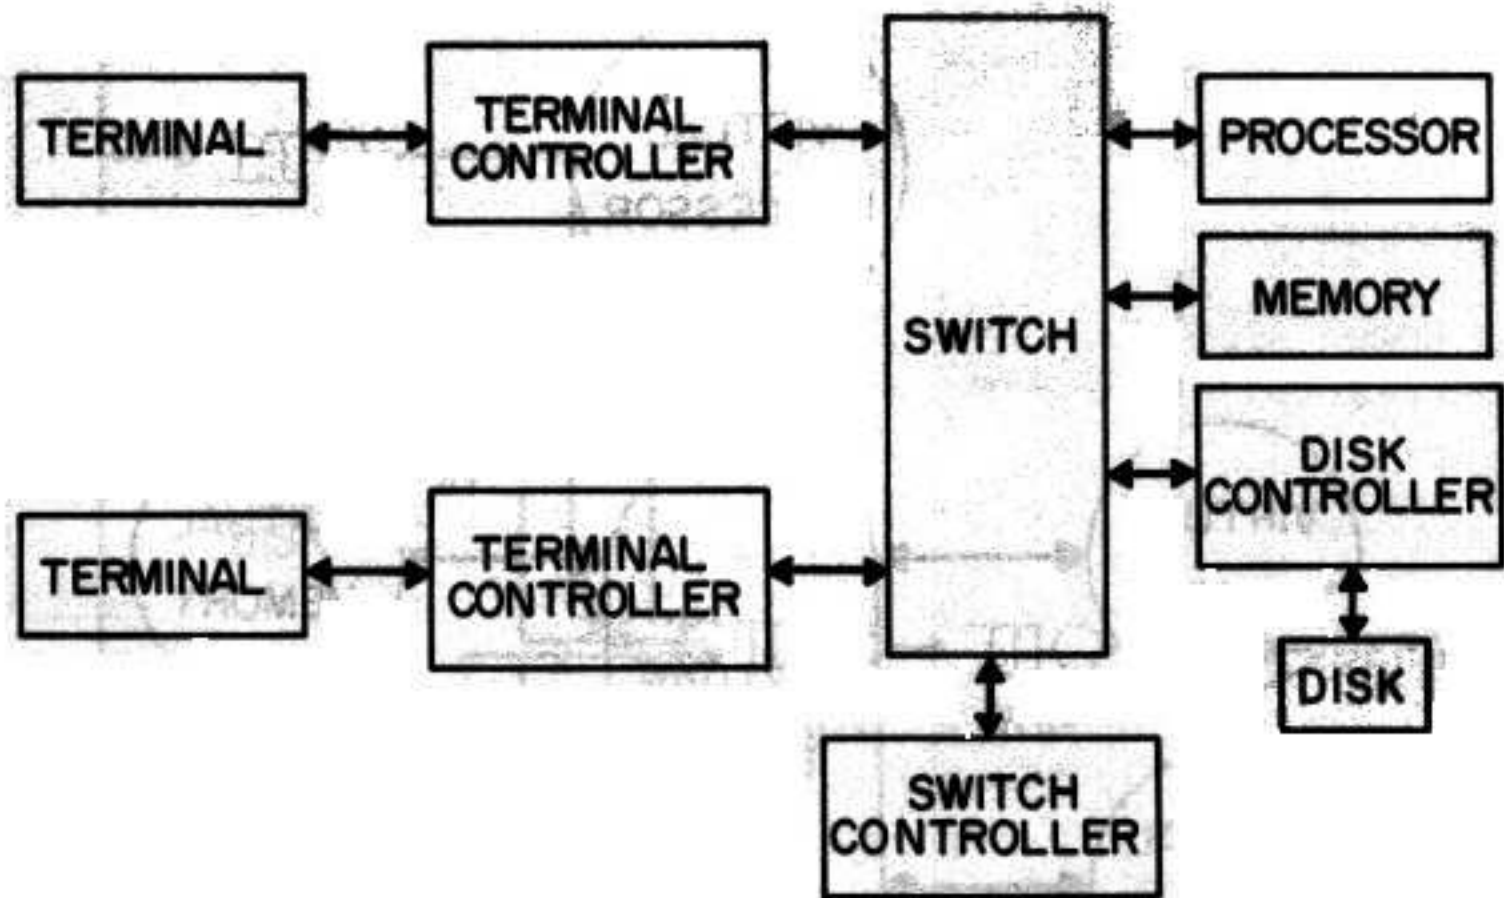 TERMINAL
TERMINAL
CONTROLLER
SWITCH
PROCESSOR
MEMORY
DISK
CONTROLLER
DISK
TERMINAL
TERMINAL
CONTROLLER
SWITCH
CONTROLLER